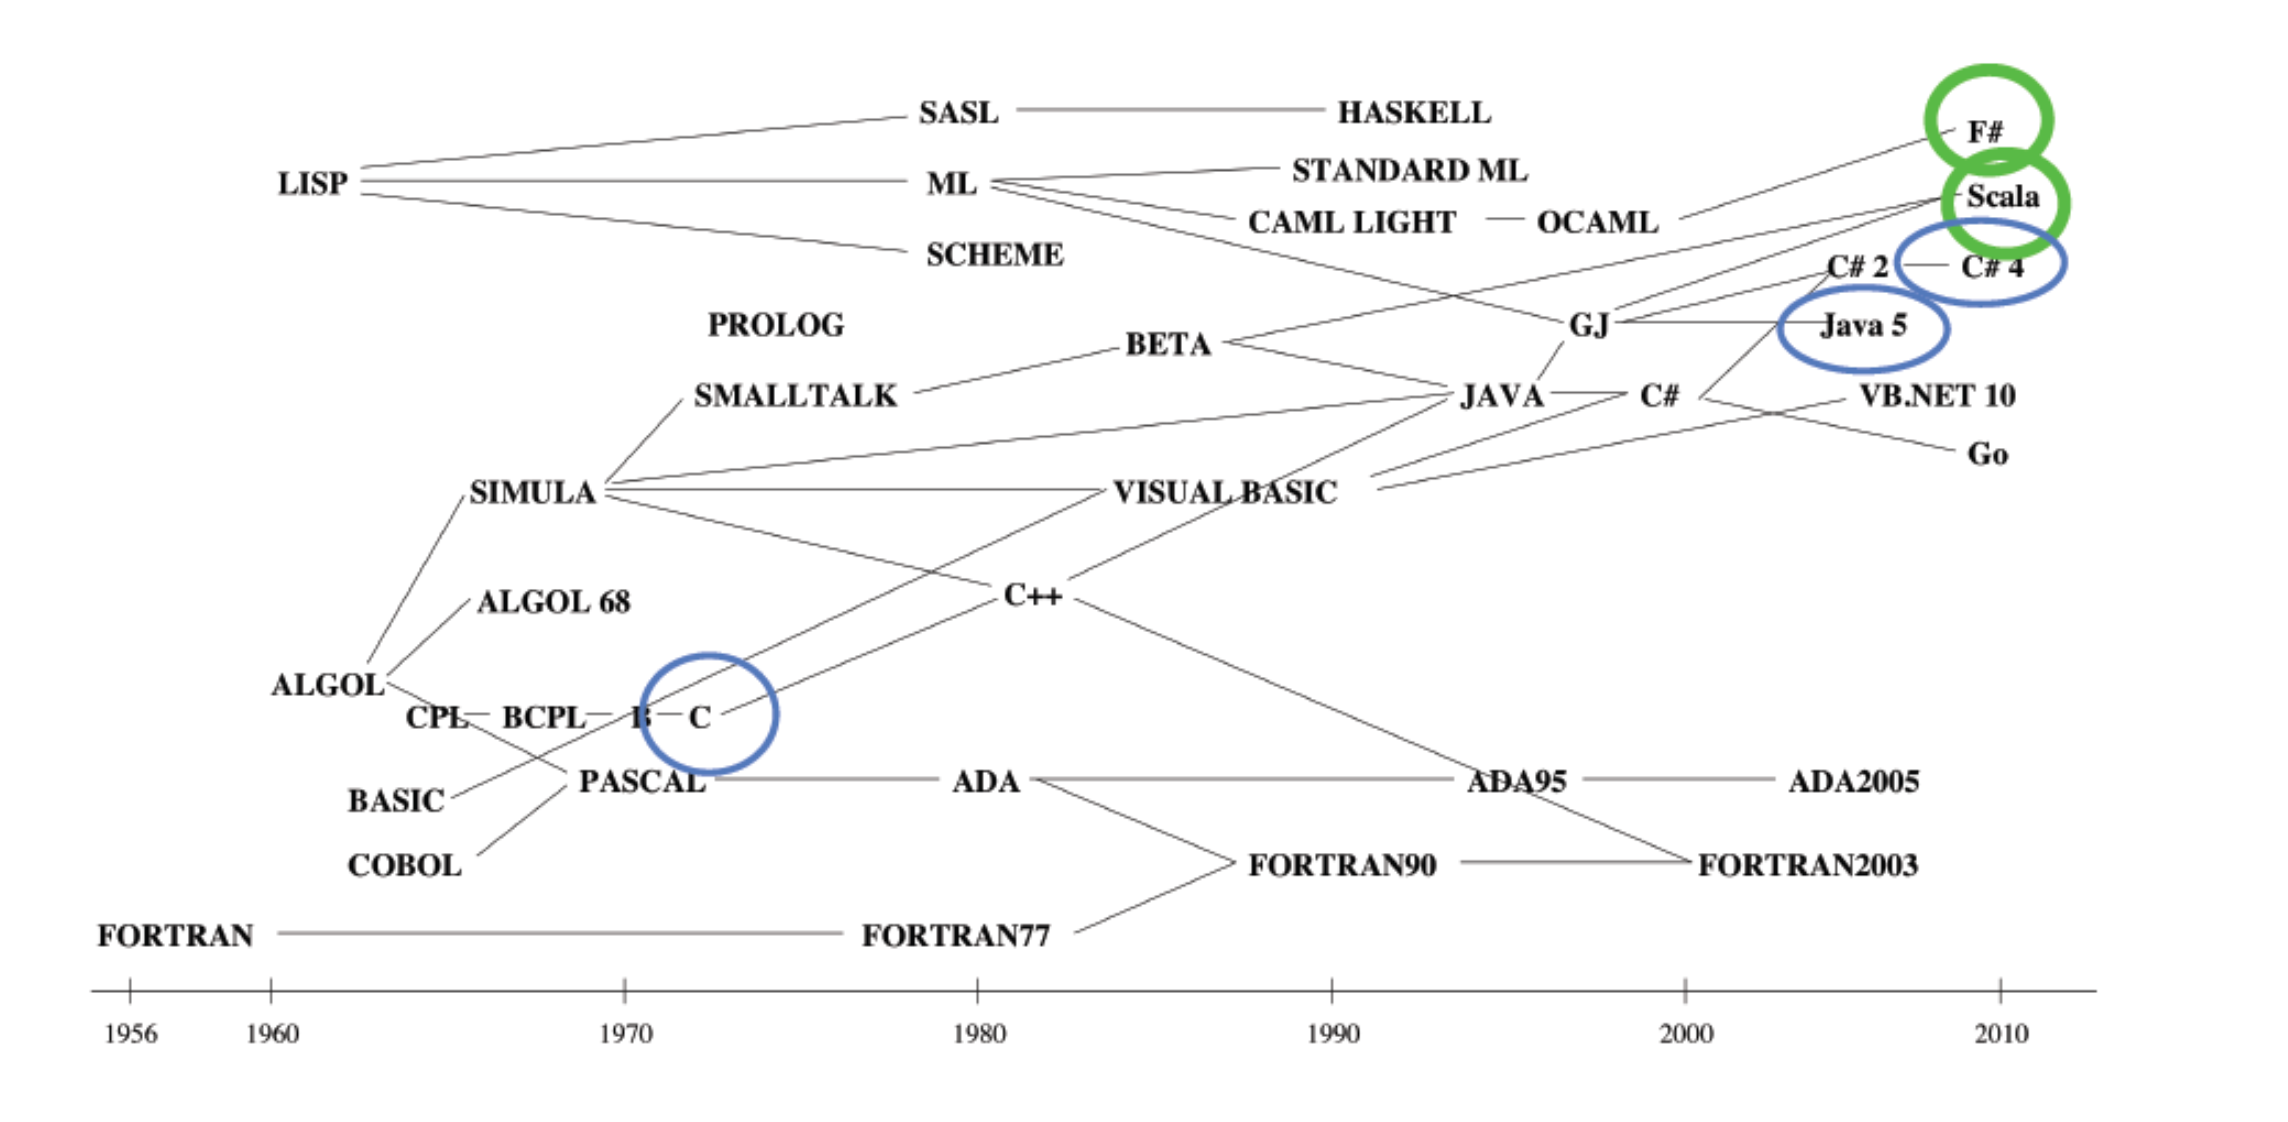 SASL HASKELL
F#
LISP ML STANDARD ML
Scala
CAML LIGHT OCAML
SCHEME
C# 2 C# 4
PROLOG GJ Java 5
BETA
SMALLTALK JAVA C# VB.NET 10
Go
SIMULA VISUAL BASIC
C++
ALGOL 68
ALGOL
CPL BCPL B C
PASCAL ADA ADA95 ADA2005
BASIC
COBOL FORTRAN90 FORTRAN2003
FORTRAN FORTRAN77
1956 1960 1970 1980 1990 2000 2010